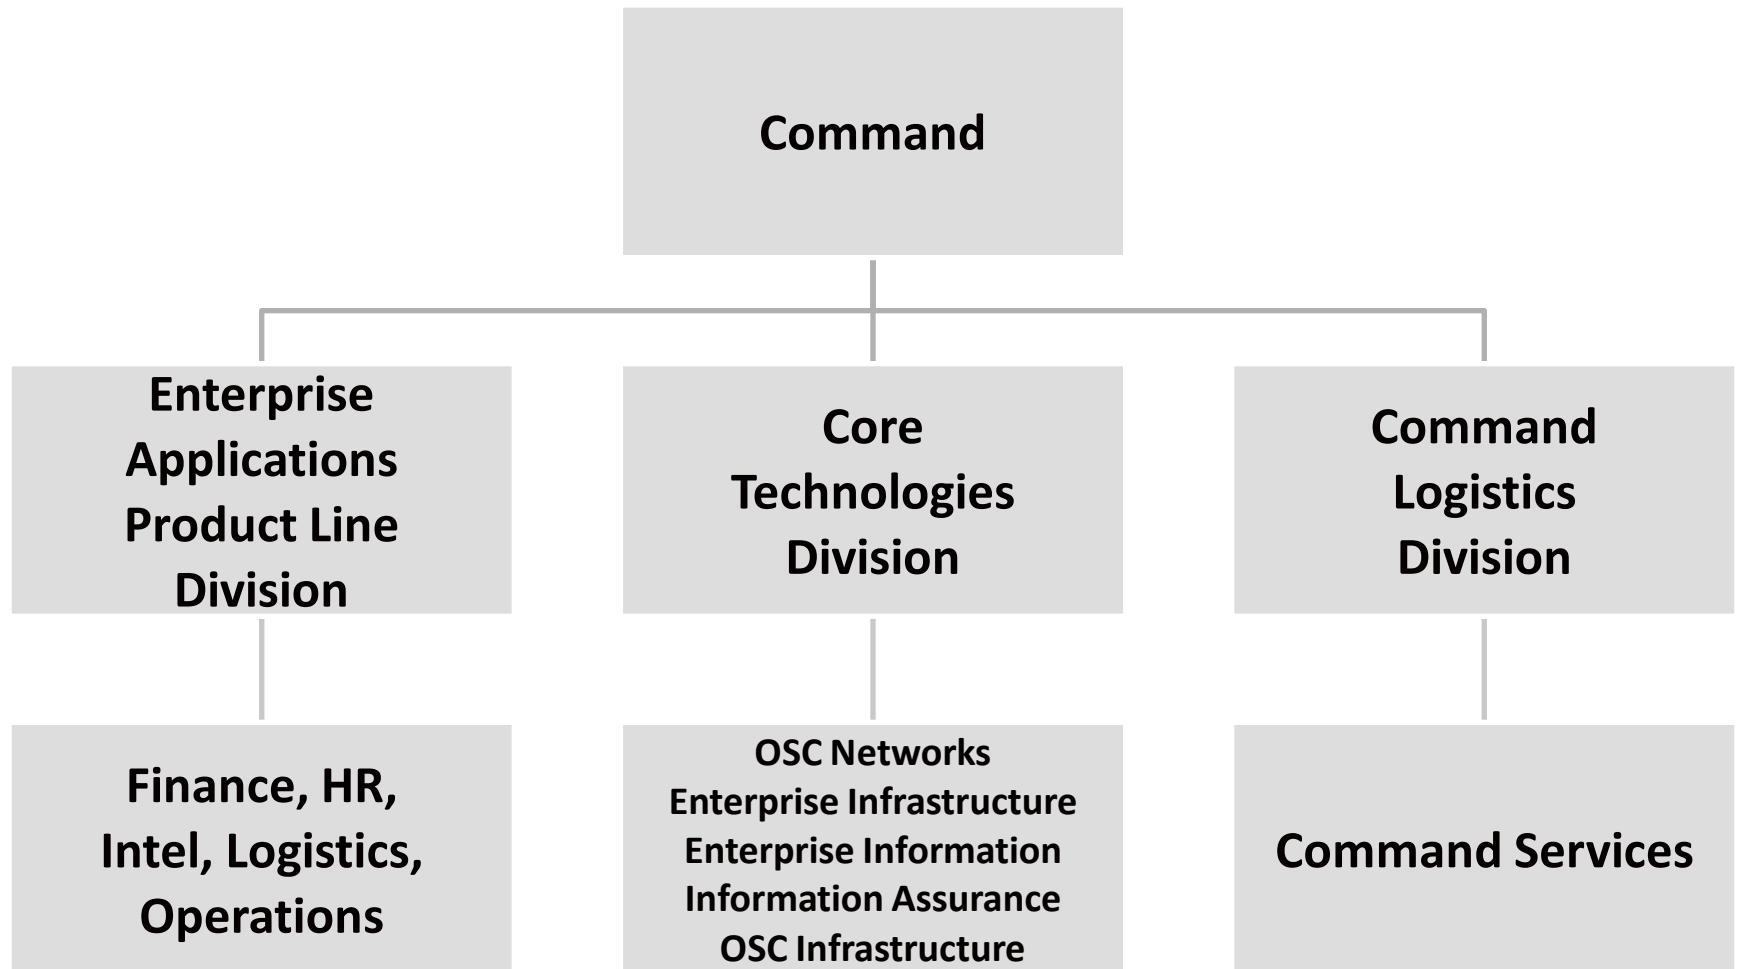 Command
Enterprise
Applications
Product Line
Division
Core
Technologies
Division
Command
Logistics
Division
Finance, HR,
Intel, Logistics,
Operations
OSC Networks
Enterprise Infrastructure
Enterprise Information
Information Assurance
OSC Infrastructure
Command Services